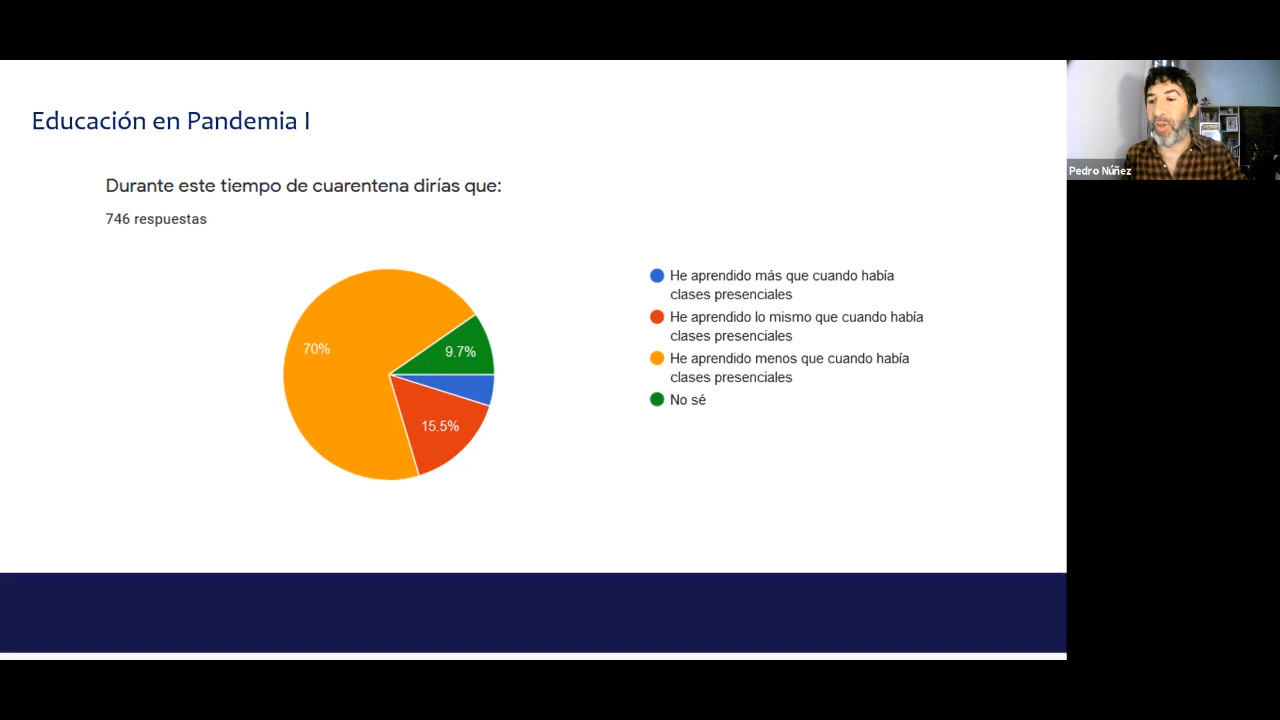 Educación en Pandemia I
Durante este tiempo de cuarentena dirías que:
746 respuestas
70%
9.7%
15.5%
He aprendido más que cuando había
clases presenciales
He aprendido lo mismo que cuando había
clases presenciales
He aprendido menos que cuando había
clases presenciales
No sé
Pedro Núñez